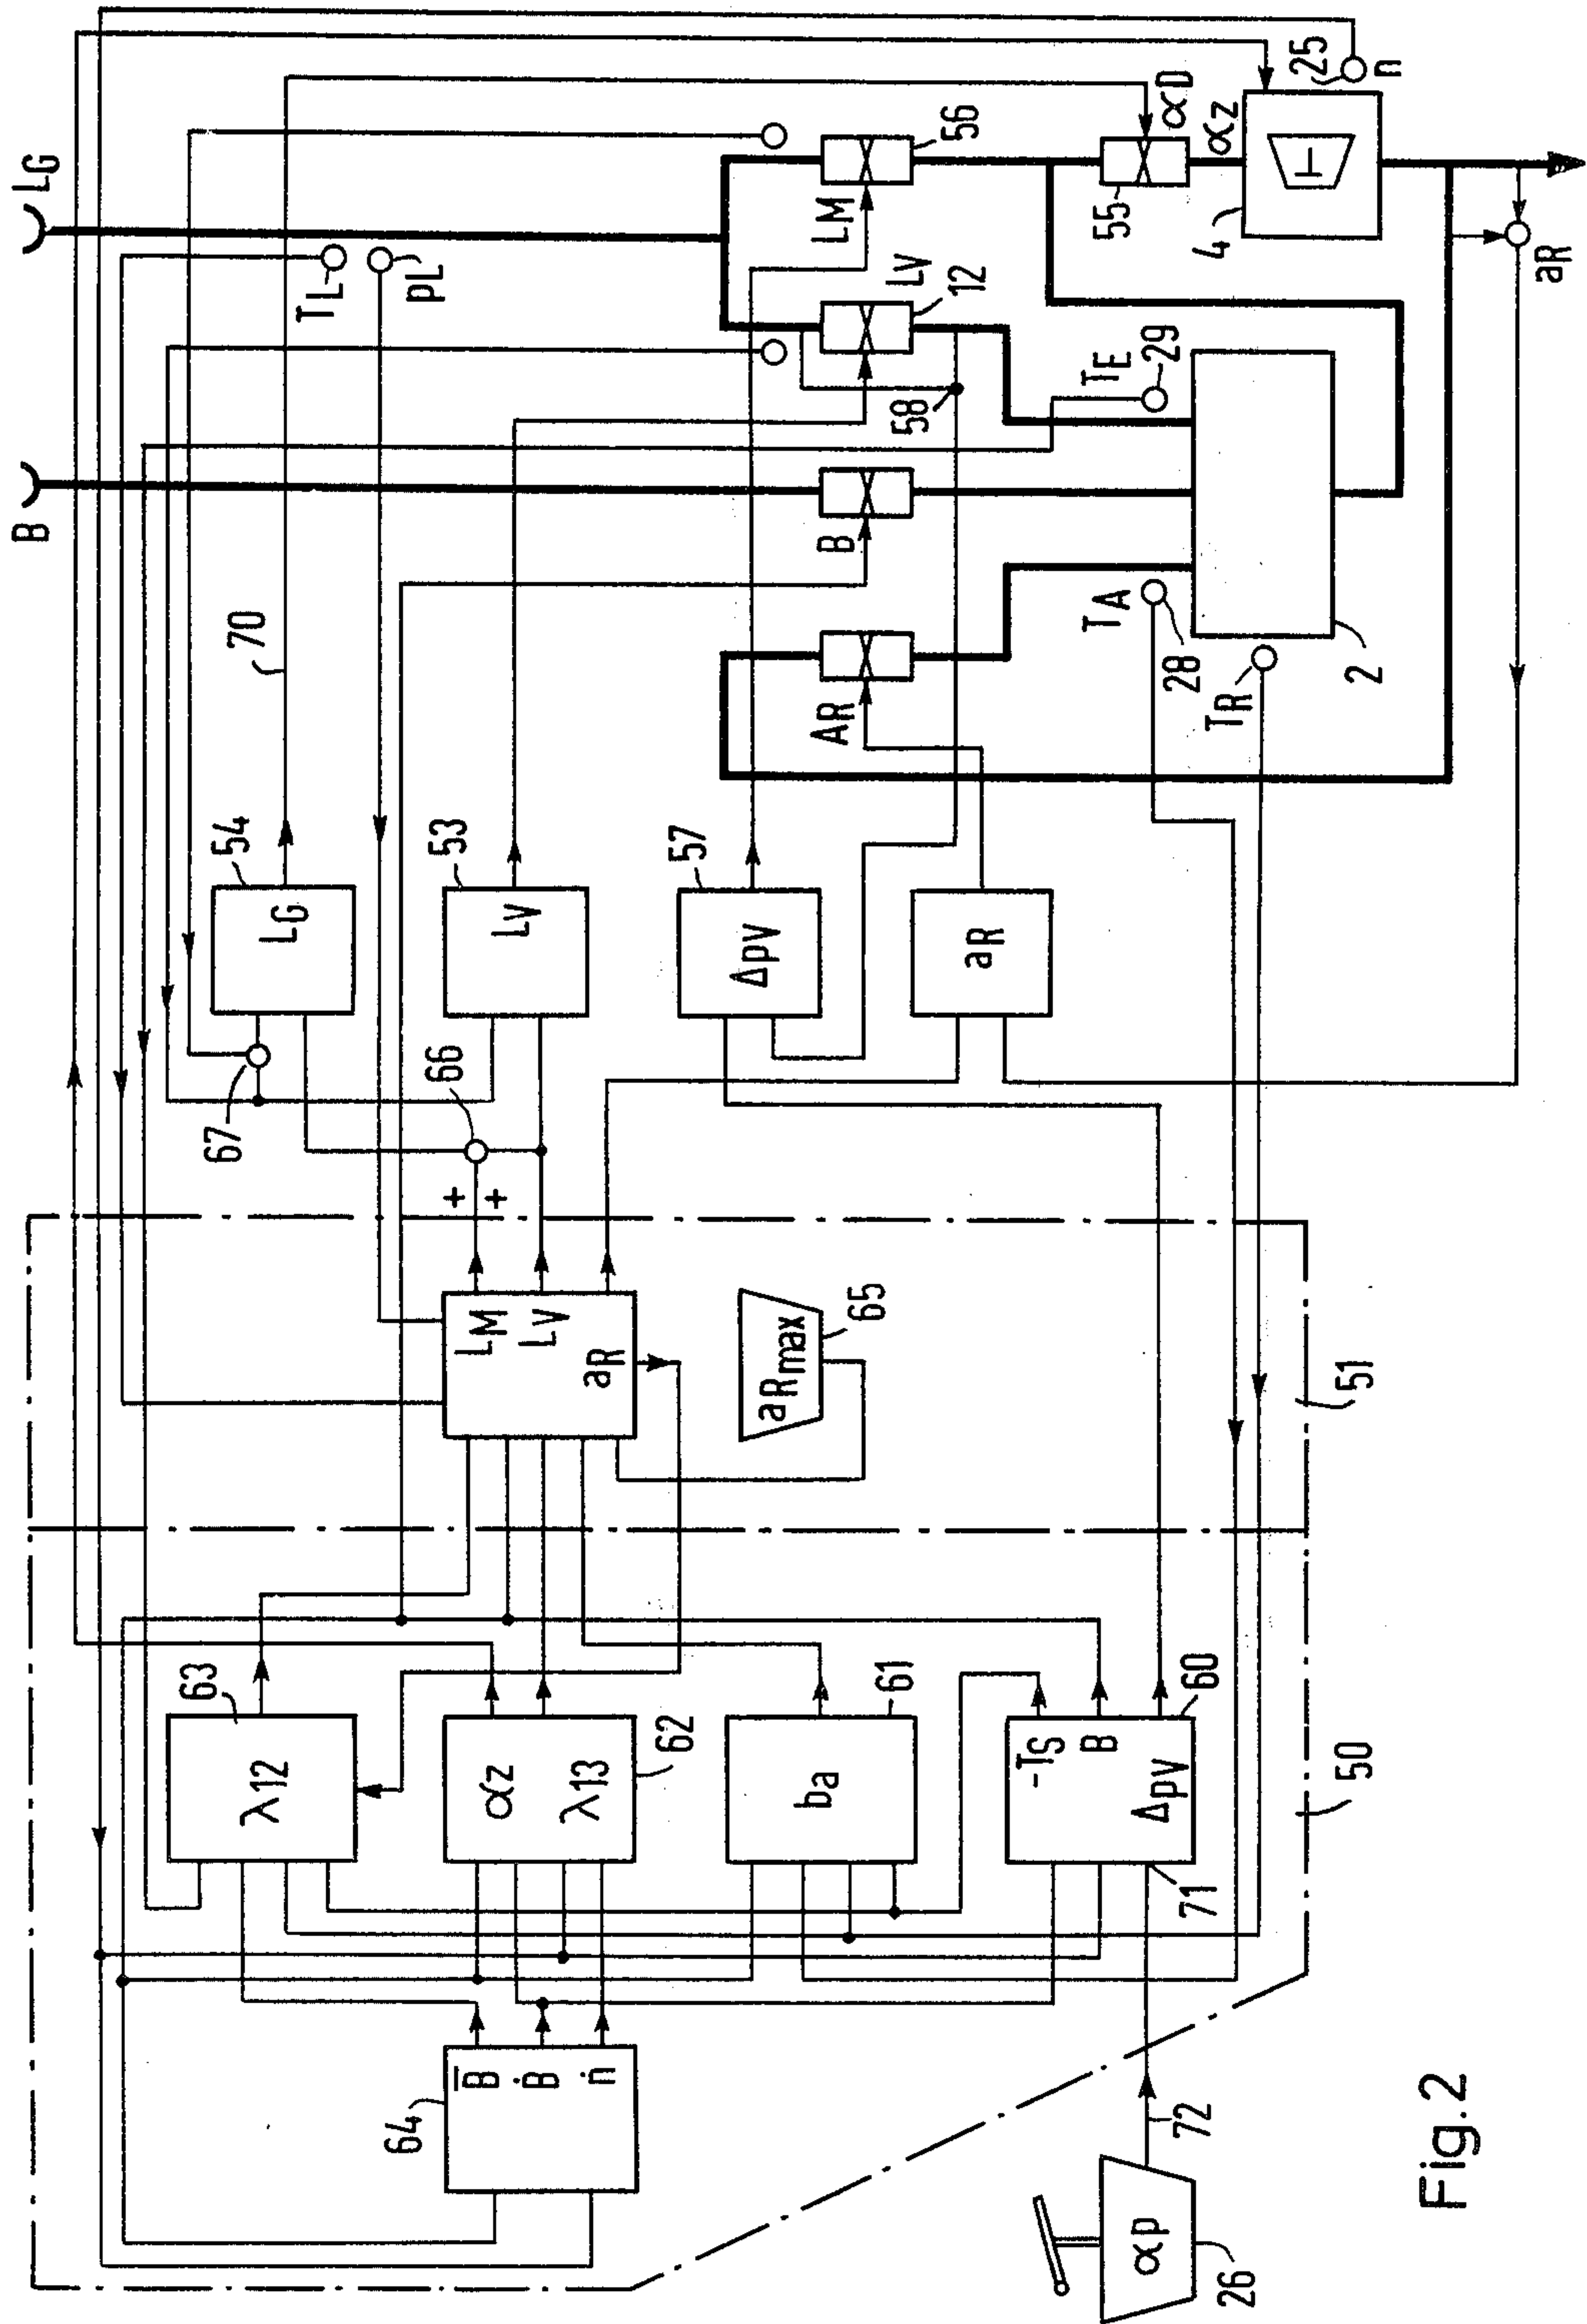 B
LG
TL
pL
70
54
LG
53
LV
57
ΔpV
aR
67
66
+
+
LM
LV
aR
aRmax
65
51
63
λ12
αZ
λ13
62
ba
61
-TS
B
ΔpV
60
71
50
64
B̅
Ḃ
ṅ
72
αp
26
AR
B
LV
12
LM
56
58
TE
29
TA
28
TR
2
55
αD
αZ
4
25
n
aR
Fig.2